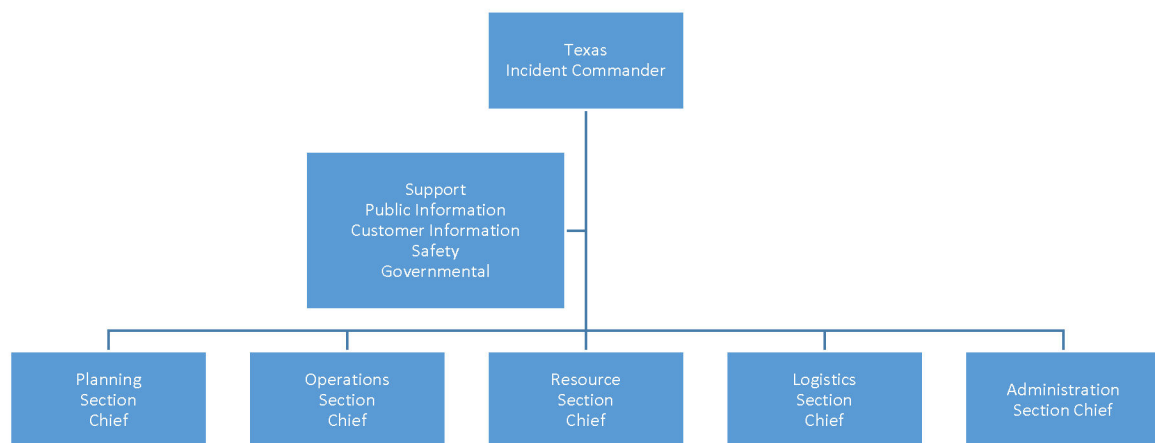 Texas
Incident Commander
Support
Public Information
Customer Information
Safety
Governmental
Planning
Section
Chief
Operations
Section
Chief
Resource
Section
Chief
Logistics
Section
Chief
Administration
Section Chief